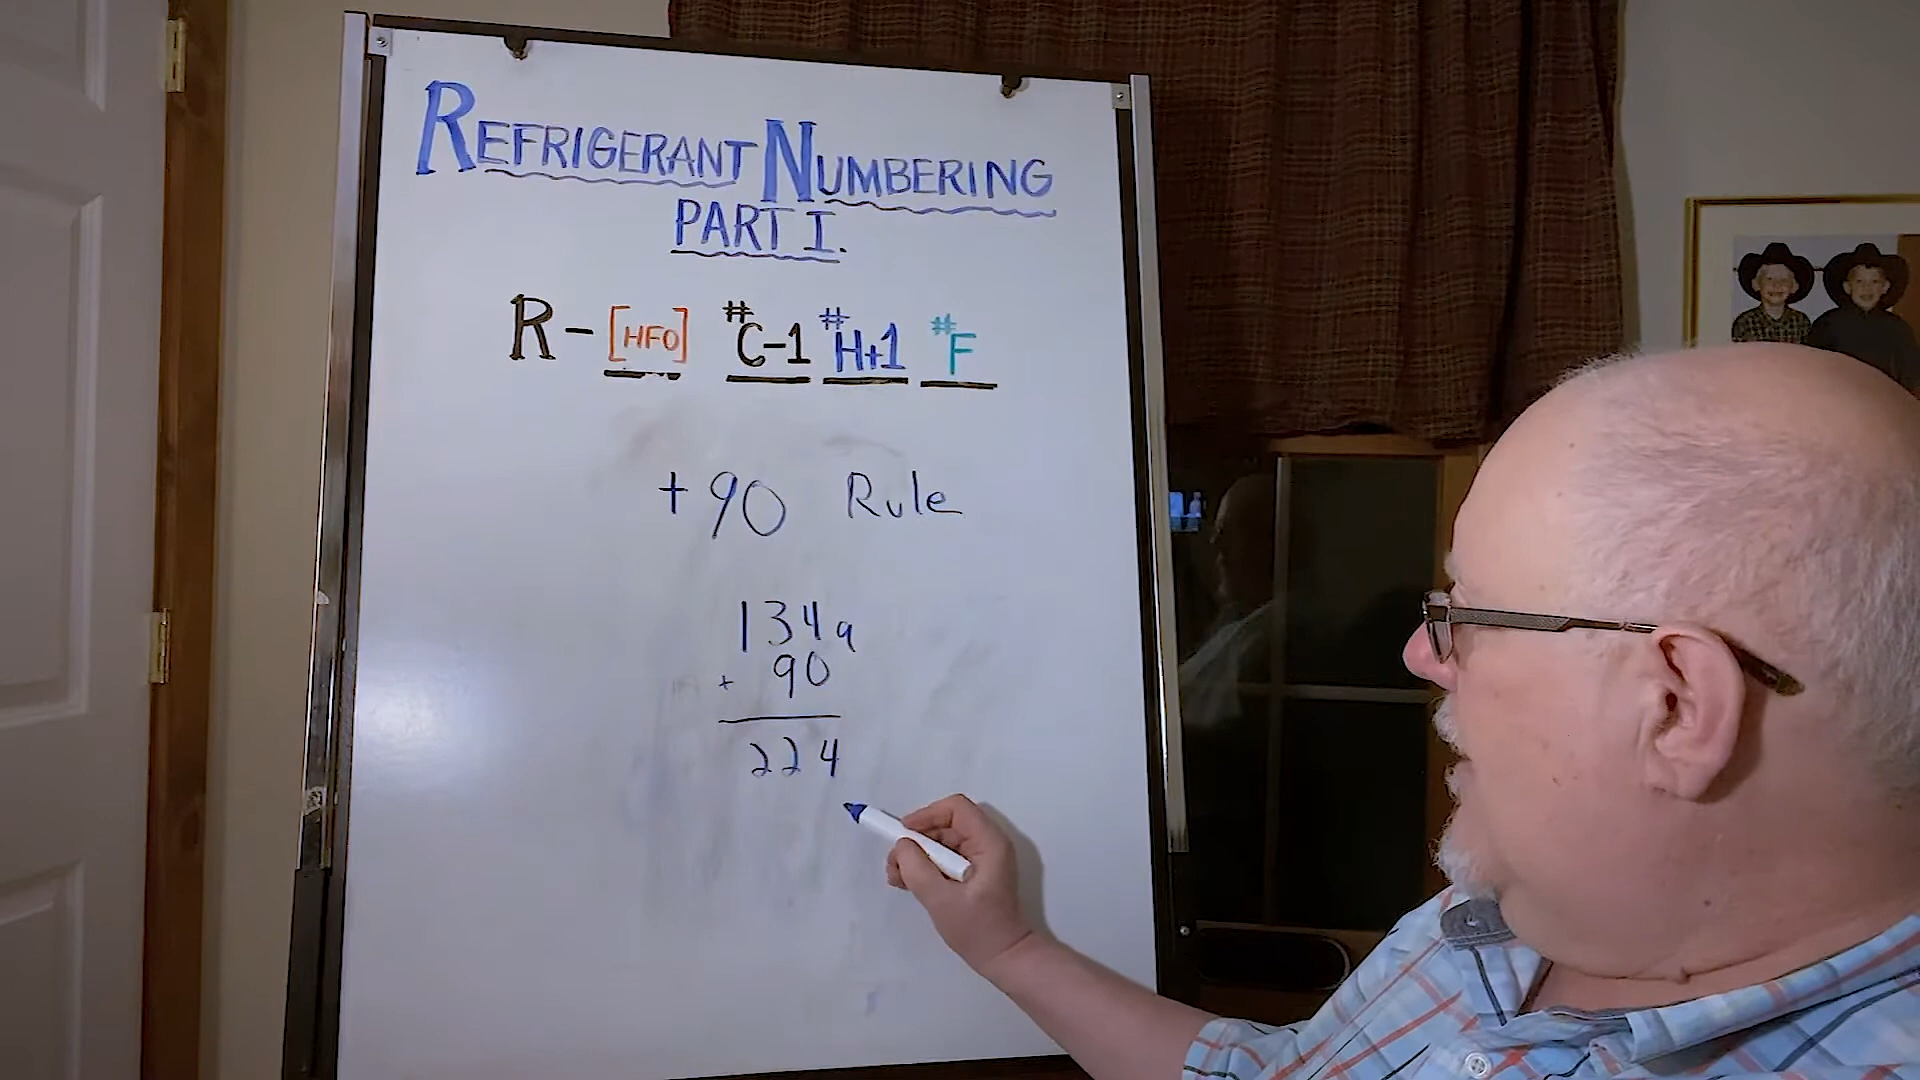 REFRIGERANT NUMBERING
PART I.
R-[HFO] #C-1 #H+1 #F
+90 Rule
134a
+ 90
224